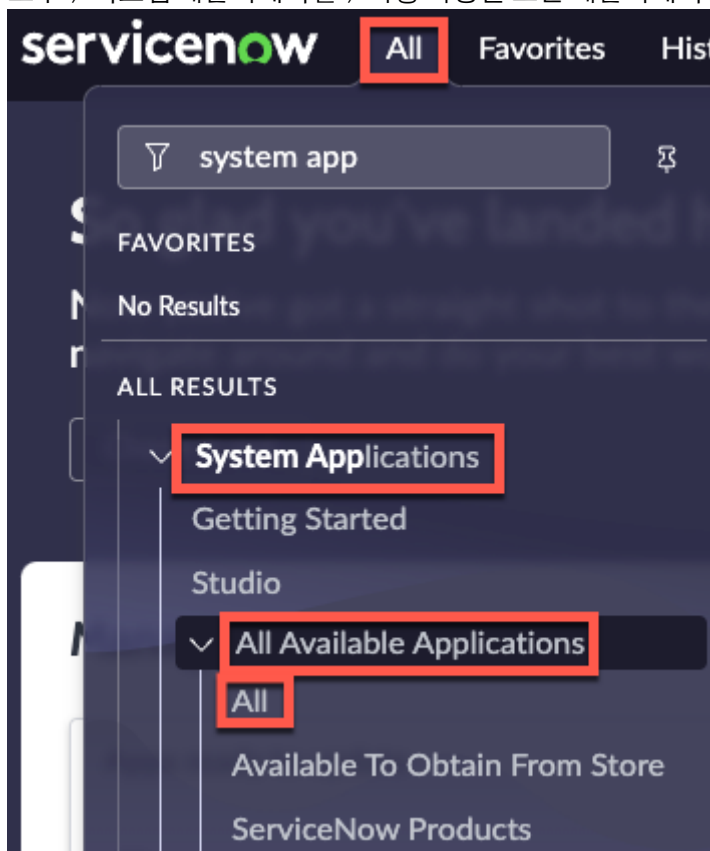 servicenow All Favorites Hist
system app
FAVORITES
No Results
ALL RESULTS
System Applications
Getting Started
Studio
All Available Applications
All
Available To Obtain From Store
ServiceNow Products